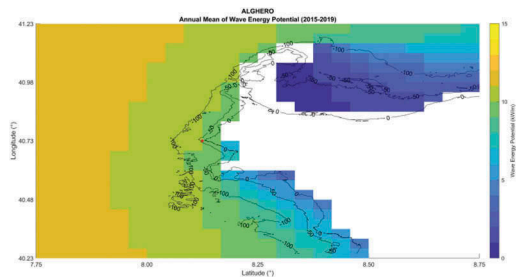 ALGHERO
Annual Mean of Wave Energy Potential (2015-2019)
41.23
40.98
40.73
40.48
40.23
Longitude (°)
7.75
8.00
8.25
8.50
8.75
Latitude (°)
15
10
5
0
Wave Energy Potential (kW/m)